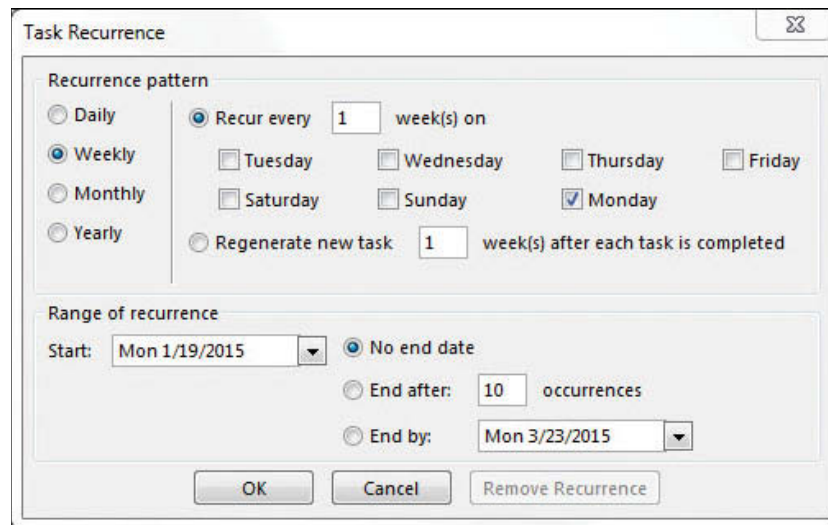 Task Recurrence
Recurrence pattern
Daily
Weekly
Monthly
Yearly
Recur every 1 week(s) on
Tuesday Wednesday Thursday Friday
Saturday Sunday Monday
Regenerate new task 1 week(s) after each task is completed
Range of recurrence
Start: Mon 1/19/2015
No end date
End after: 10 occurrences
End by: Mon 3/23/2015
OK Cancel Remove Recurrence